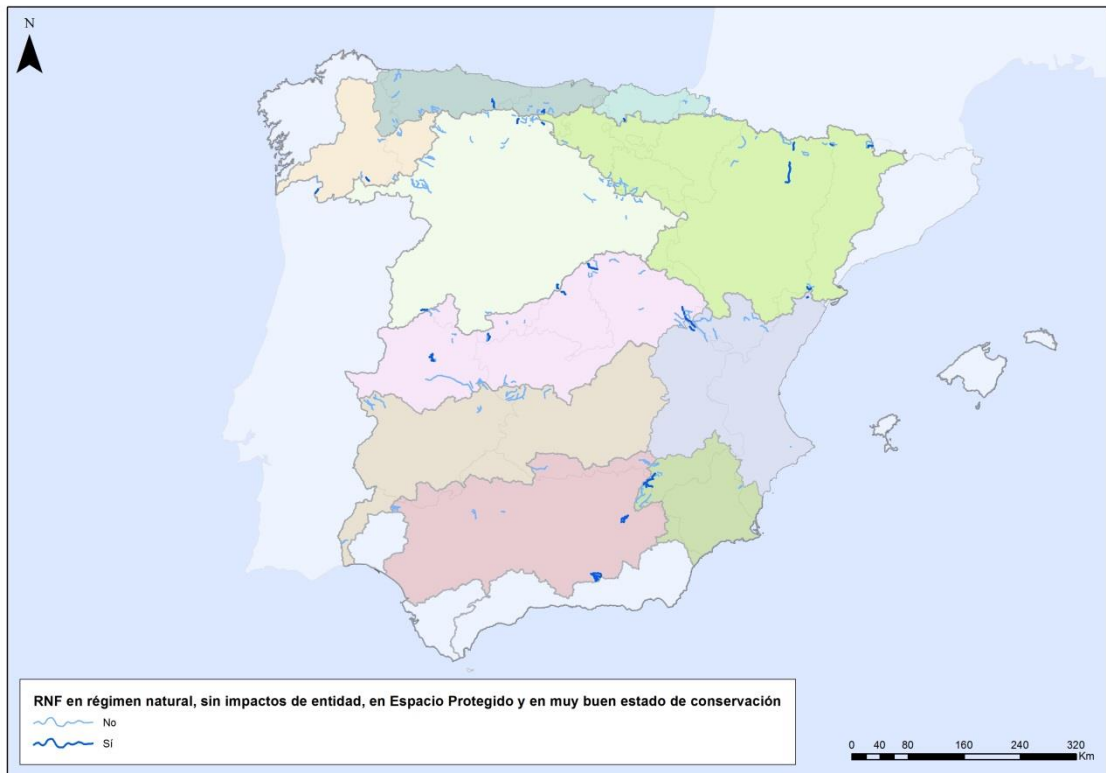 N
RNF en régimen natural, sin impactos de entidad, en Espacio Protegido y en muy buen estado de conservación
No
Sí
0 40 80 160 240 320
Km